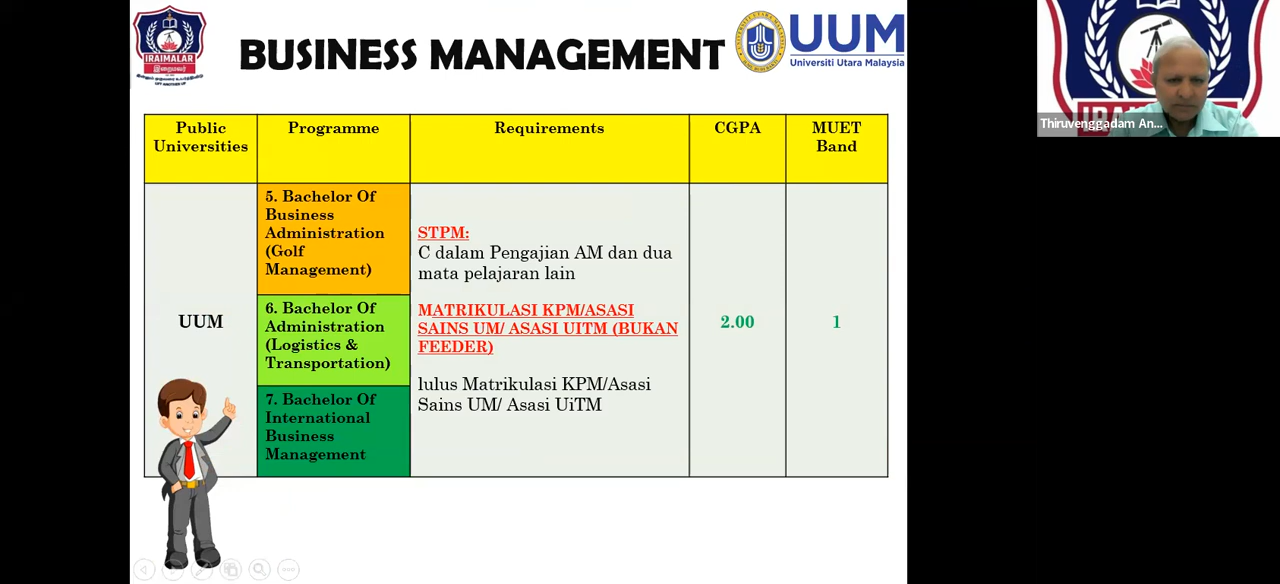 IRAIMALAR
BUSINESS MANAGEMENT
UUM
Universiti Utara Malaysia
Public Universities
Programme
Requirements
CGPA
MUET Band
UUM
5. Bachelor Of
Business
Administration
(Golf
Management)
6. Bachelor Of
Administration
(Logistics &
Transportation)
7. Bachelor Of
International
Business
Management
STPM:
C dalam Pengajian AM dan dua
mata pelajaran lain
MATRIKULASI KPM/ASASI
SAINS UM/ ASASI UITM (BUKAN
FEEDER)
lulus Matrikulasi KPM/Asasi
Sains UM/ Asasi UiTM
2.00
1
Thiruvenggadam An...